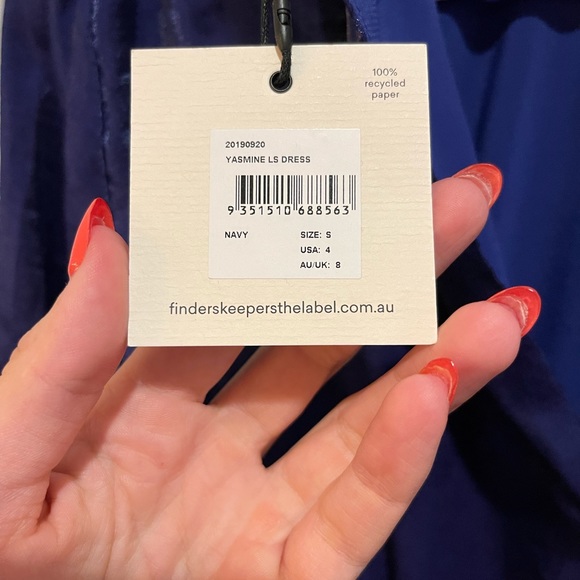 100%
recycled
paper
20190920
YASMINE LS DRESS
9 351510 688563
NAVY SIZE: S
USA: 4
AU/UK: 8
finderskeepersthelabel.com.au